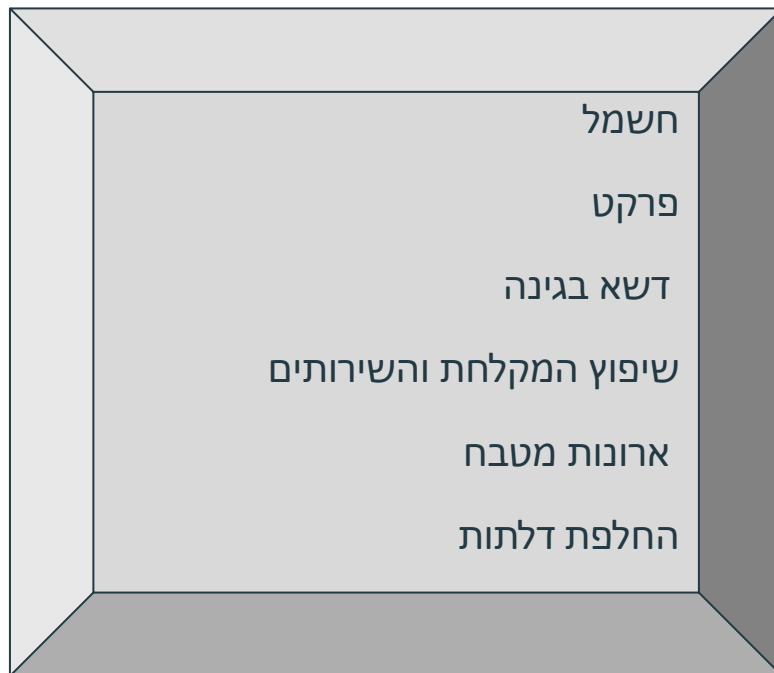 חשמל
פרקט
דשא בגינה
שיפוץ המקלחת והשירותים
ארונות מטבח
החלפת דלתות